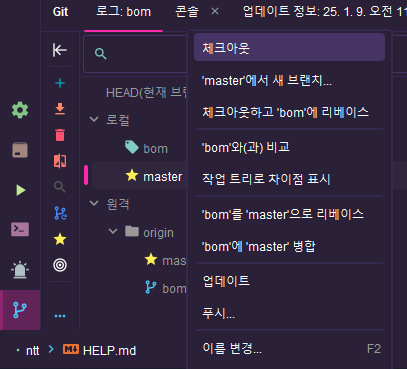 Git
로그: bom
콘솔
업데이트 정보: 25. 1. 9. 오전 11
HEAD(현재 브랜
로컬
bom
master
원격
origin
mas
bom
체크아웃
'master'에서 새 브랜치...
체크아웃하고 'bom'에 리베이스
'bom'와(과) 비교
작업 트리로 차이점 표시
'bom'를 'master'으로 리베이스
'bom'에 'master' 병합
업데이트
푸시...
이름 변경... F2
ntt
HELP.md